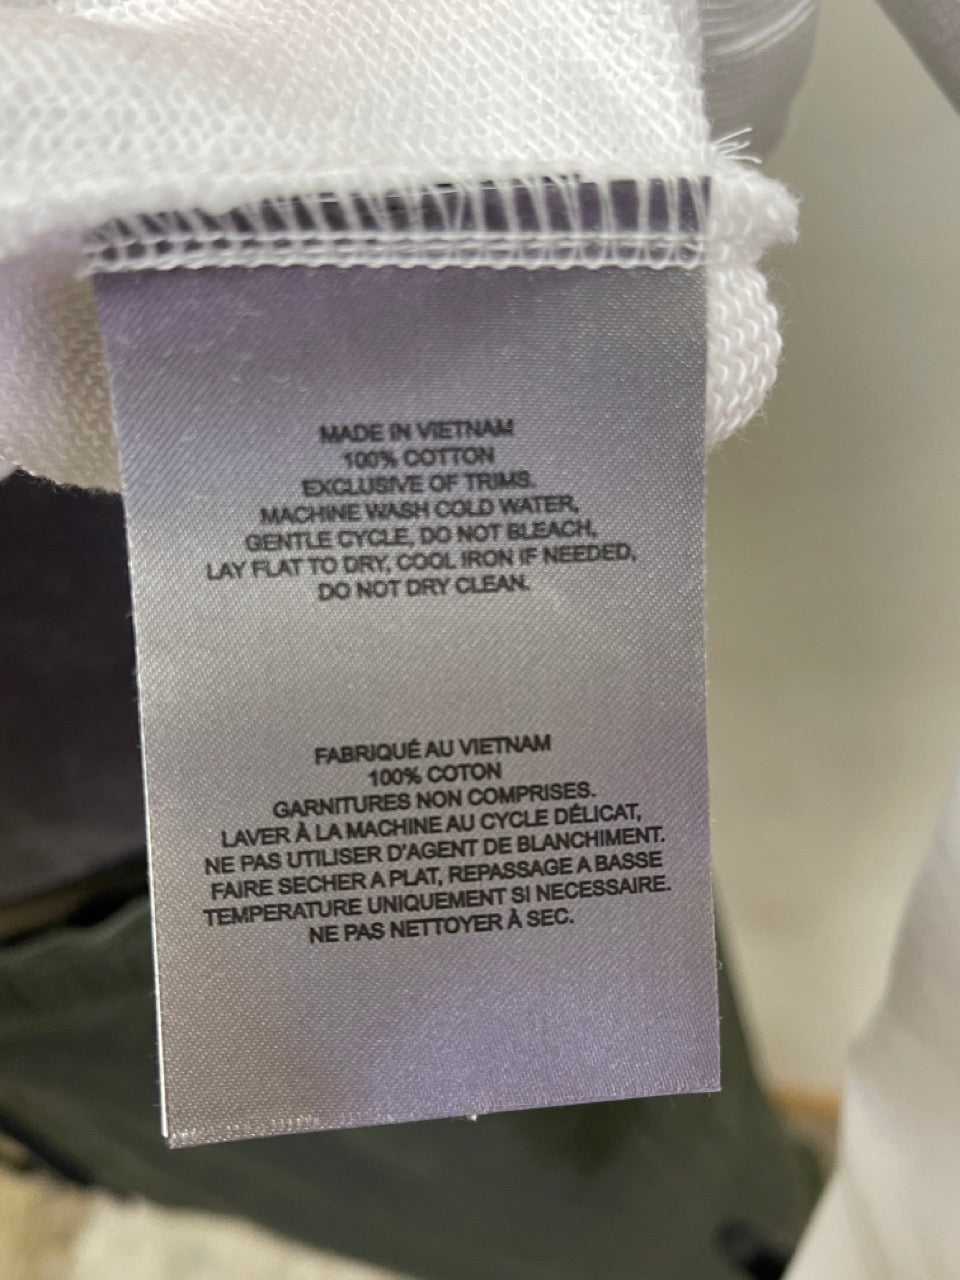 MADE IN VIETNAM
100% COTTON
EXCLUSIVE OF TRIMS.
MACHINE WASH COLD WATER,
GENTLE CYCLE, DO NOT BLEACH,
LAY FLAT TO DRY, COOL IRON IF NEEDED,
DO NOT DRY CLEAN.
FABRIQUÉ AU VIETNAM
100% COTON
GARNITURES NON COMPRISES.
LAVER À LA MACHINE AU CYCLE DÉLICAT,
NE PAS UTILISER D'AGENT DE BLANCHIMENT.
FAIRE SECHER A PLAT, REPASSAGE A BASSE
TEMPERATURE UNIQUEMENT SI NECESSAIRE.
NE PAS NETTOYER À SEC.